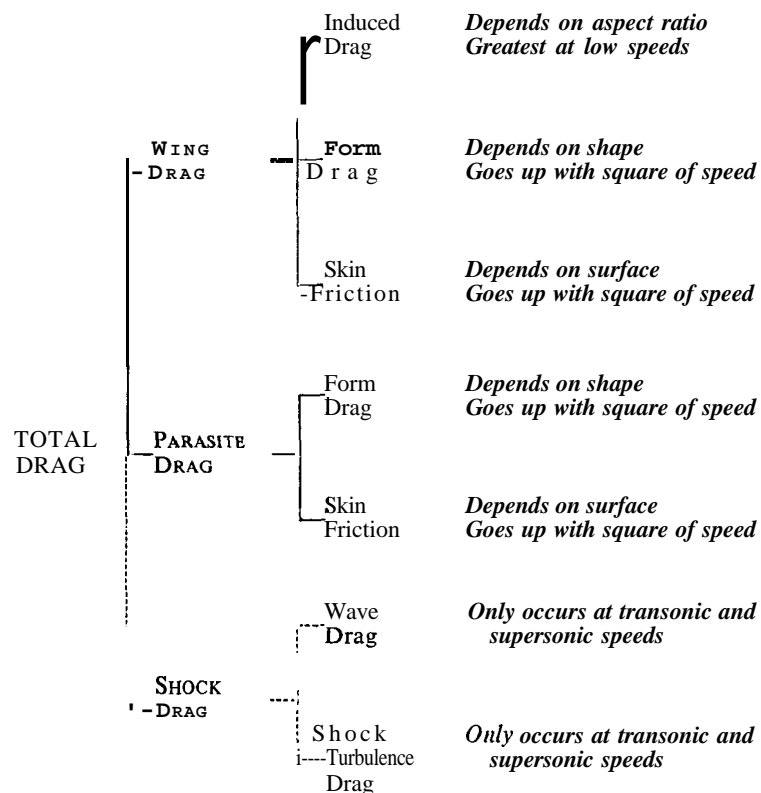 Induced
Drag
Depends on aspect ratio
Greatest at low speeds
WING
-DRAG
Form
Drag
Depends on shape
Goes up with square of speed
Skin
-Friction
Depends on surface
Goes up with square of speed
Form
Drag
Depends on shape
Goes up with square of speed
TOTAL
DRAG
PARASITE
DRAG
Skin
Friction
Depends on surface
Goes up with square of speed
Wave
Drag
Only occurs at transonic and
supersonic speeds
SHOCK
-DRAG
Shock
Turbulence
Drag
Only occurs at transonic and
supersonic speeds